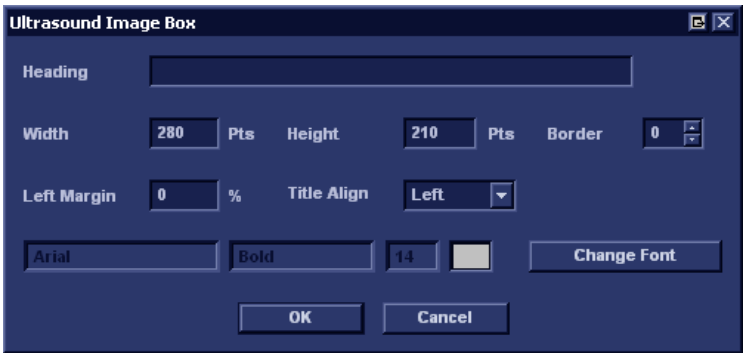 Ultrasound Image Box
Heading
Width 280 Pts Height 210 Pts Border 0
Left Margin 0 % Title Align Left
Arial Bold 14 Change Font
OK Cancel